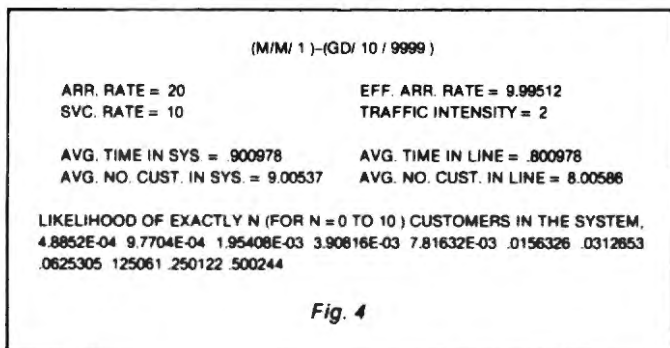 (M/M/ 1 )–(GD/ 10 / 9999 )
ARR. RATE = 20 EFF. ARR. RATE = 9.99512
SVC. RATE = 10 TRAFFIC INTENSITY = 2
AVG. TIME IN SYS. = .900978 AVG. TIME IN LINE = .800978
AVG. NO. CUST. IN SYS. = 9.00537 AVG. NO. CUST. IN LINE = 8.00586
LIKELIHOOD OF EXACTLY N (FOR N = 0 TO 10 ) CUSTOMERS IN THE SYSTEM,
4.8852E-04 9.7704E-04 1.95408E-03 3.90816E-03 7.81632E-03 .0156326 .0312653
.0625305 125061 .250122 .500244
Fig. 4